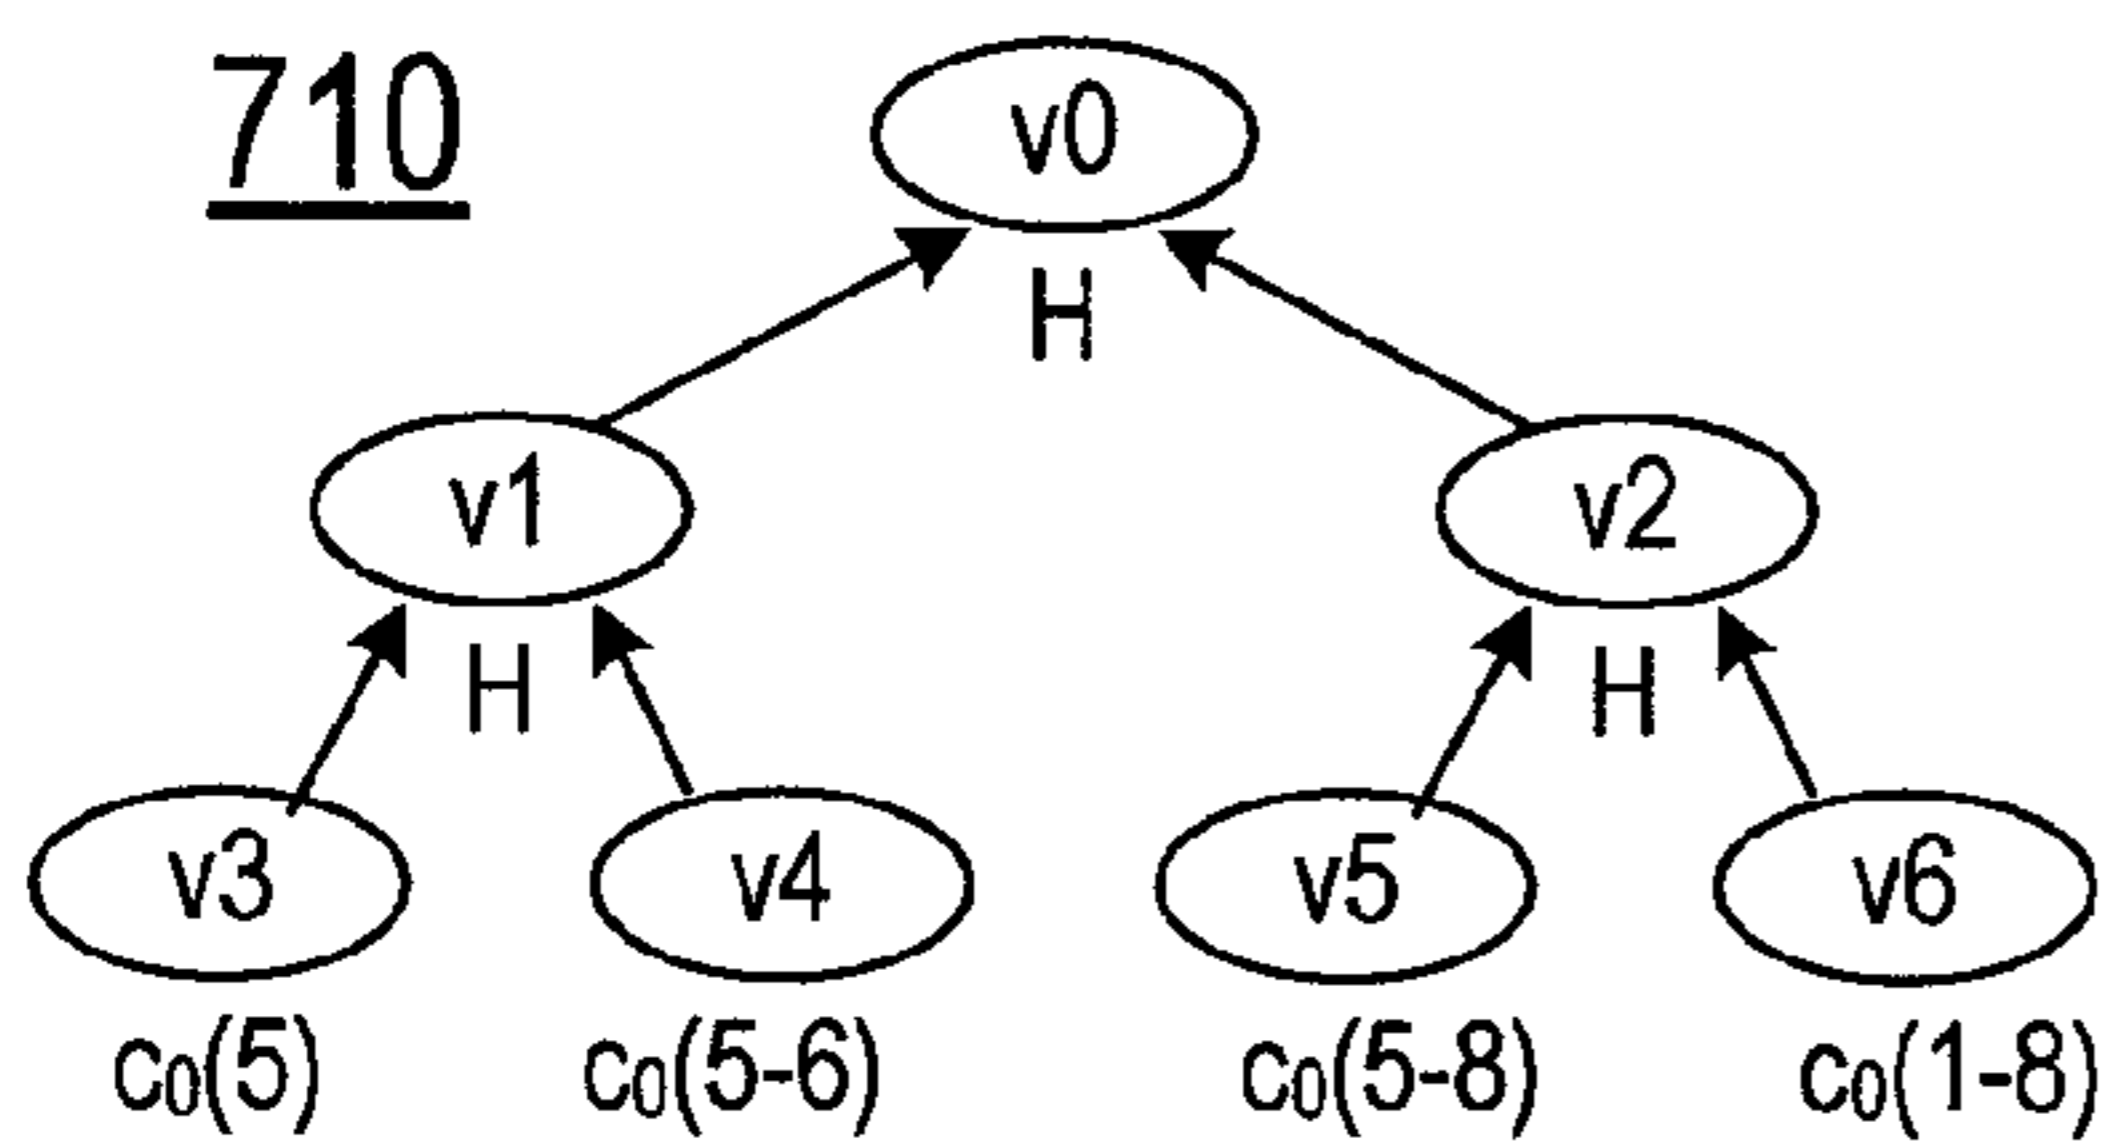 710
v0
H
v1
v2
H
H
v3
v4
v5
v6
c₀(5)
c₀(5-6)
c₀(5-8)
c₀(1-8)